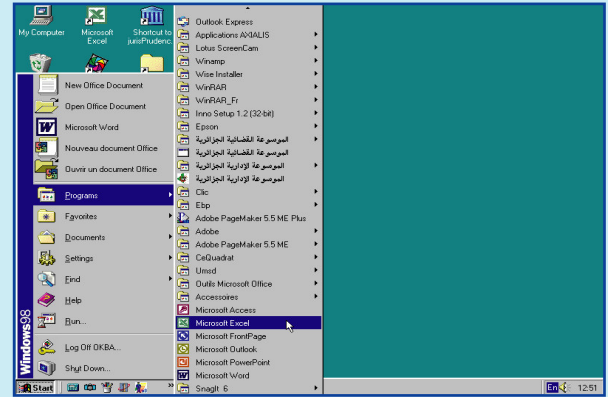 My Computer
Microsoft Excel
Shortcut to jurisPrudenc.
New Office Document
Open Office Document
Microsoft Word
Nouveau document Office
Ouvrir un document Office
Programs
Favorites
Documents
Settings
Find
Help
Run...
Log Off OKBA...
Shut Down...
Windows98
Outlook Express
Applications AXIALIS
Lotus ScreenCam
Winamp
Wise Installer
WinRAR
WinRAR_Fr
Inno Setup 1.2 (32-bit)
Epson
الموسوعة القضائية الجزائرية
الموسوعة القضائية الجزائرية
الموسوعة الإدارية الجزائرية
الموسوعة الإدارية الجزائرية
Clic
Ebp
Adobe PageMaker 5.5 ME Plus
Adobe
Adobe PageMaker 5.5 ME
CeQuadrat
Umsd
Outils Microsoft Office
Accessoires
Microsoft Access
Microsoft Excel
Microsoft FrontPage
Microsoft Outlook
Microsoft PowerPoint
Microsoft Word
SnagIt 6
Start
»
En
12:51